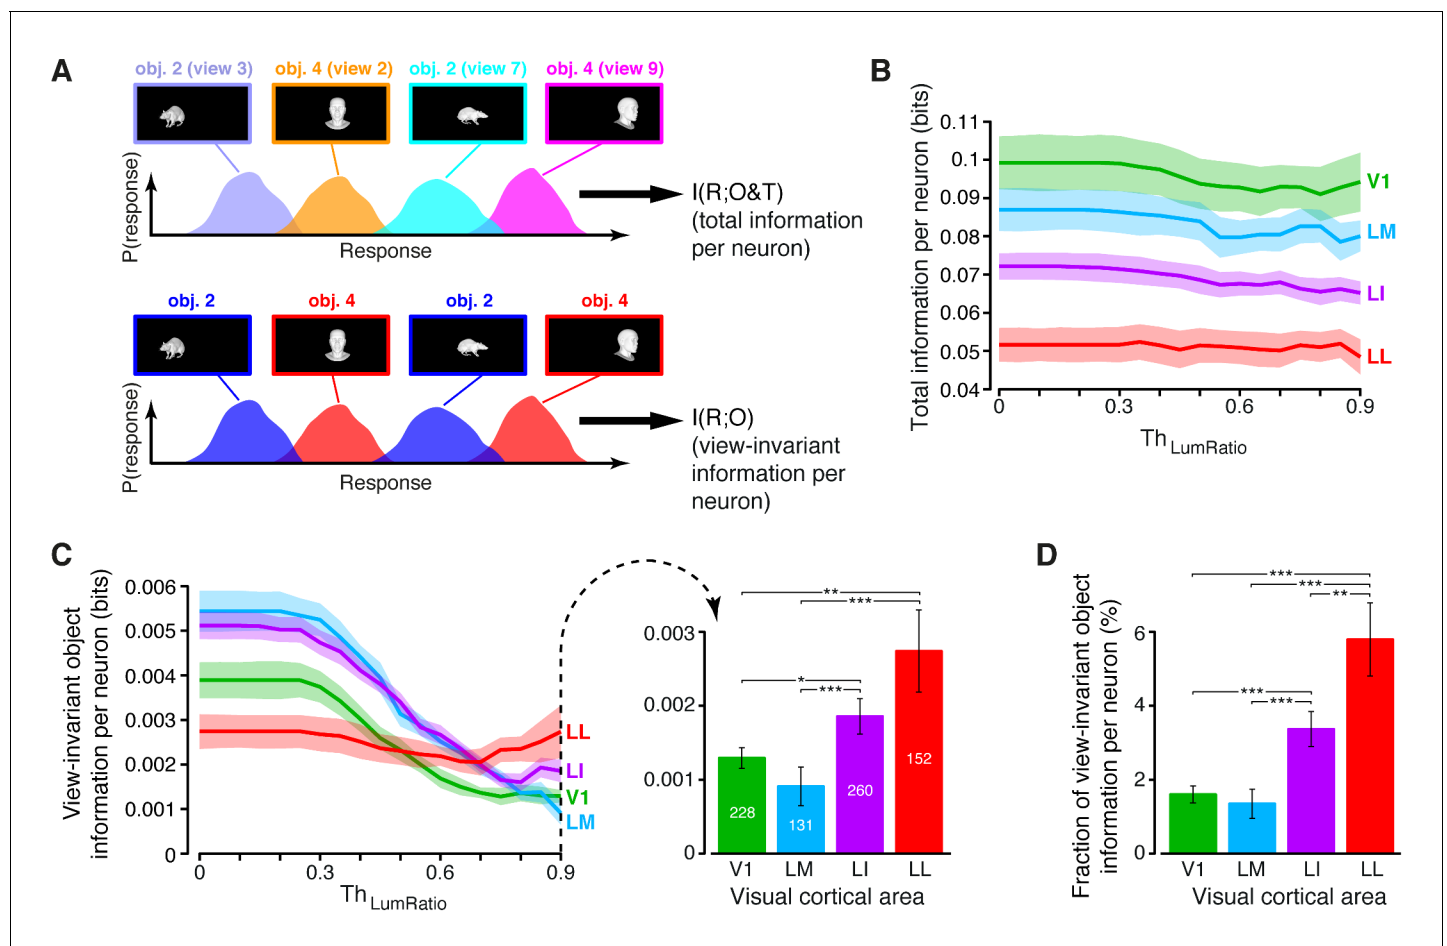 A
obj. 2 (view 3)
obj. 4 (view 2)
obj. 2 (view 7)
obj. 4 (view 9)
P(response)
Response
I(R;O&T)
(total information
per neuron)
obj. 2
obj. 4
obj. 2
obj. 4
P(response)
Response
I(R;O)
(view-invariant
information per
neuron)
B
Total information per neuron (bits)
0.11
0.1
0.09
0.08
0.07
0.06
0.05
0.04
0
0.3
0.6
0.9
Th LumRatio
V1
LM
LI
LL
C
View-invariant object
information per neuron (bits)
0.006
0.005
0.004
0.003
0.002
0.001
0
0
0.3
0.6
0.9
Th LumRatio
LL
LI
V1
LM
**
***
*
***
0.003
0.002
0.001
0
228
131
260
152
V1
LM
LI
LL
Visual cortical area
D
Fraction of view-invariant object
information per neuron (%)
***
***
**
***
***
6
4
2
0
V1
LM
LI
LL
Visual cortical area